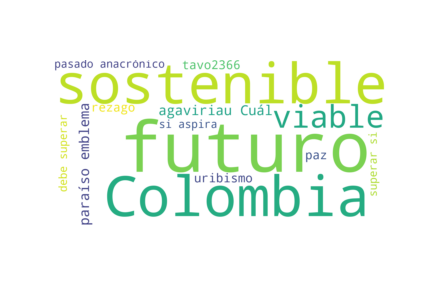 pasado anacrónico
tavo2366
sostenible
rezago
agaviriau Cuál
viable
si aspira
futuro
paz
debe superar
paraíso emblema
superar si
uribismo
Colombia